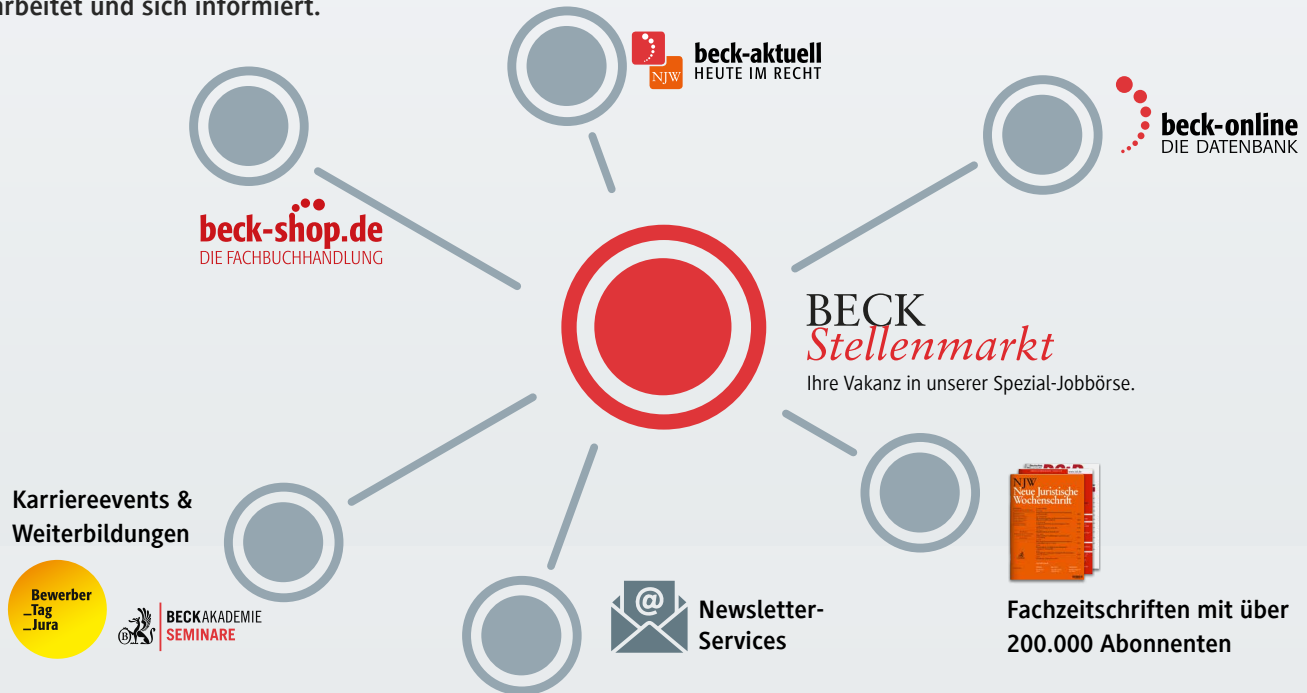 arbeitet und sich informiert.
NJW
beck-aktuell
HEUTE IM RECHT
beck-online
DIE DATENBANK
beck-shop.de
DIE FACHBUCHHANDLUNG
BECK
Stellenmarkt
Ihre Vakanz in unserer Spezial-Jobbörse.
Karriereevents &
Weiterbildungen
Bewerber
_Tag
_Jura
B
BECKAKADEMIE
SEMINARE
@
Newsletter-
Services
NJW
Neue Juristische
Wochenschrift
Fachzeitschriften mit über
200.000 Abonnenten